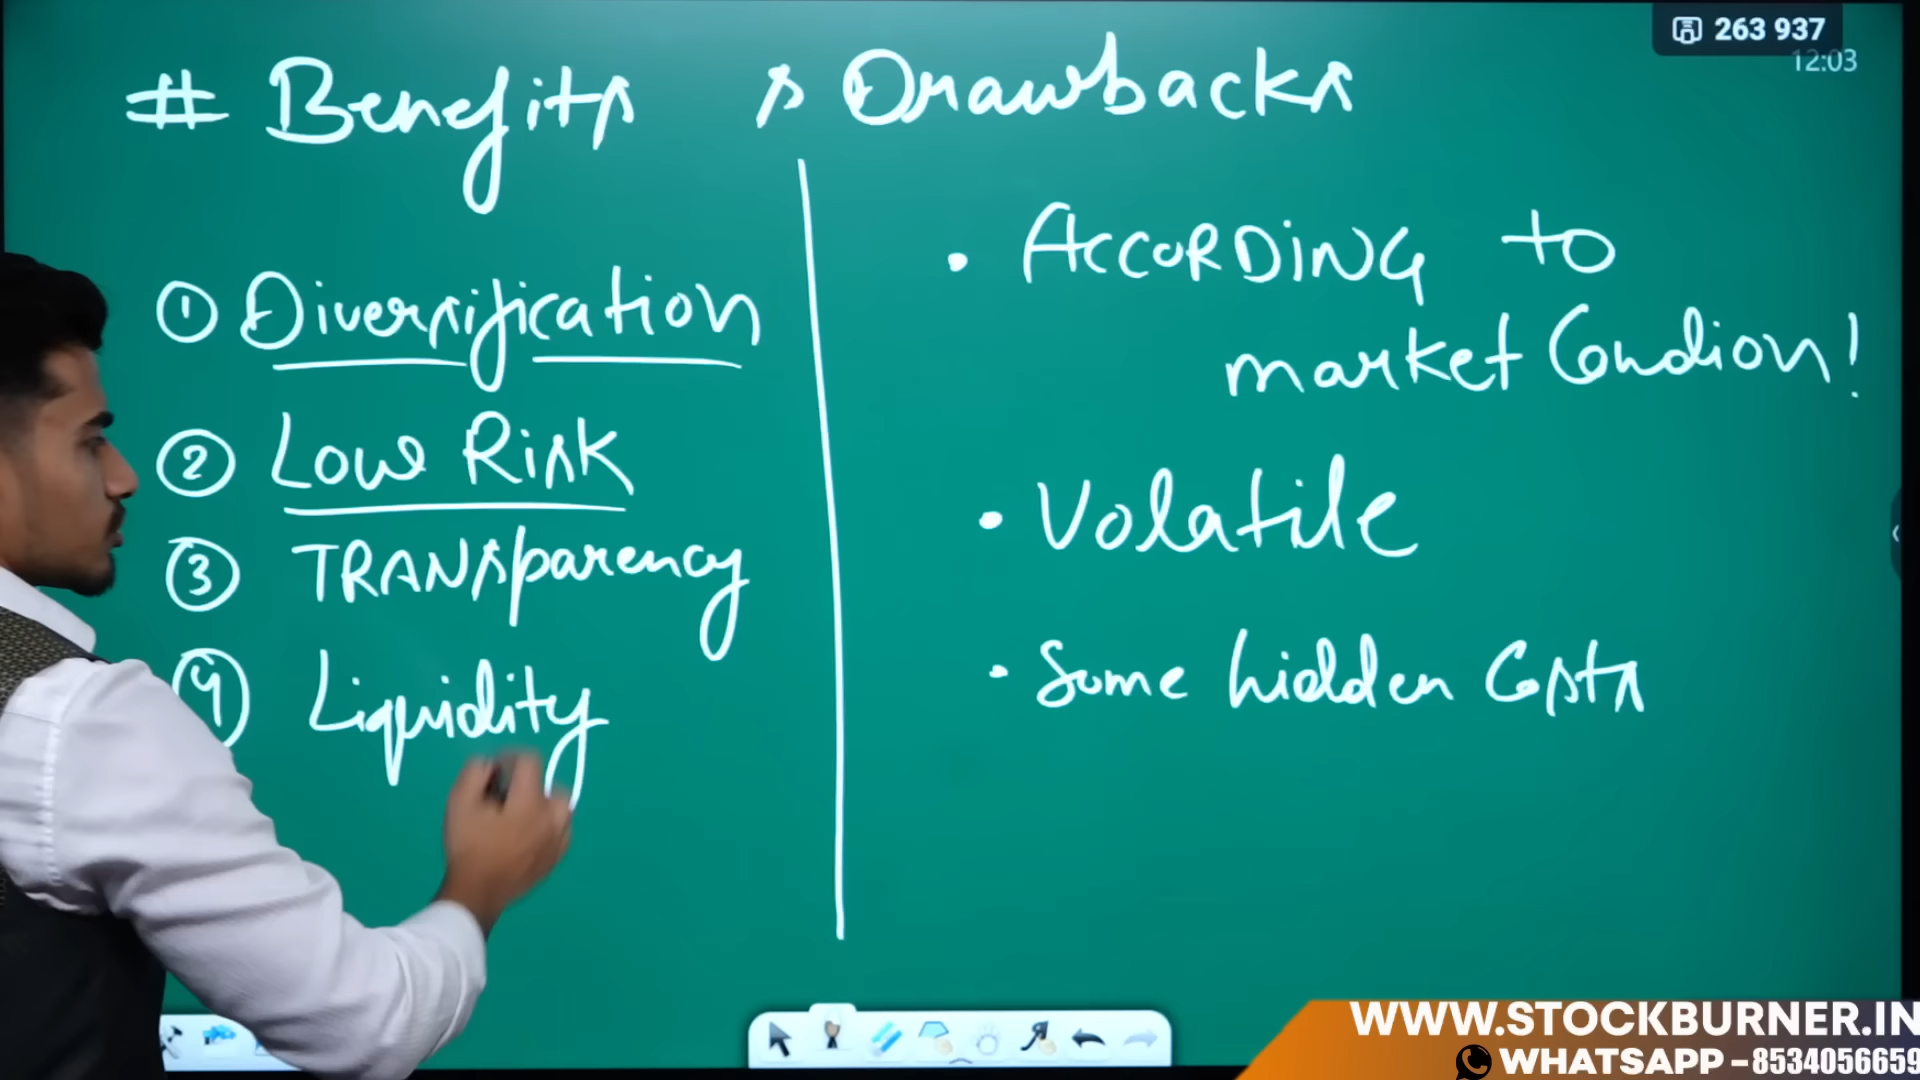 263 937
12:03
# Benefits , Drawbacks
① Diversification
② Low Risk
③ TRANsparency
④ Liquidity
• ACCORDING to
market Condion!
• Volatile
• Some hidden Costs
WWW.STOCKBURNER.IN
WHATSAPP - 8534056659